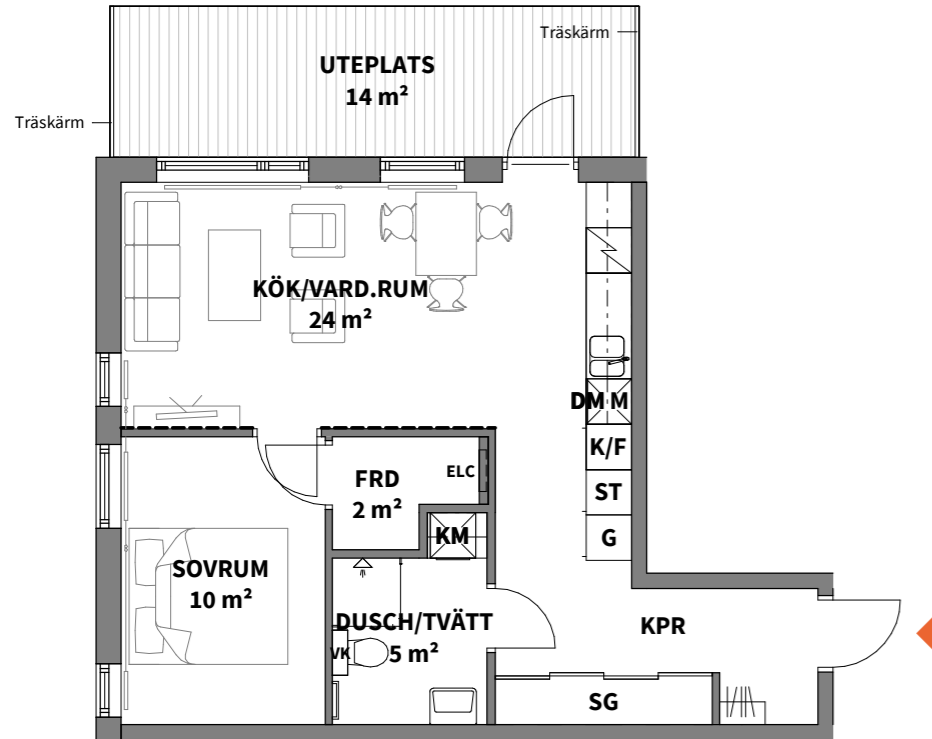 Träskärm
UTEPLATS
14 m²
Träskärm
KÖK/VARD.RUM
24 m²
DM M
K/F
FRD
2 m²
ELC
ST
KM
G
SOVRUM
10 m²
DUSCH/TVÄTT
5 m²
VK
KPR
SG